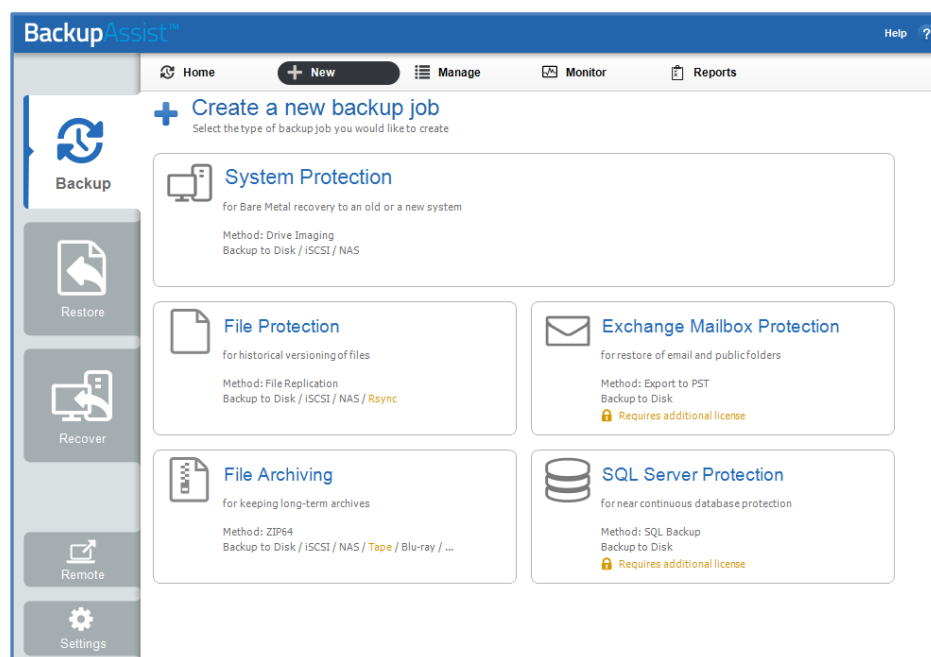 BackupAssist™
Help ?
Home New Manage Monitor Reports
Backup
Restore
Recover
Remote
Settings
Create a new backup job
Select the type of backup job you would like to create
System Protection
for Bare Metal recovery to an old or a new system
Method: Drive Imaging
Backup to Disk / iSCSI / NAS
File Protection
for historical versioning of files
Method: File Replication
Backup to Disk / iSCSI / NAS / Rsync
Exchange Mailbox Protection
for restore of email and public folders
Method: Export to PST
Backup to Disk
Requires additional license
File Archiving
for keeping long-term archives
Method: ZIP64
Backup to Disk / iSCSI / NAS / Tape / Blu-ray / ...
SQL Server Protection
for near continuous database protection
Method: SQL Backup
Backup to Disk
Requires additional license